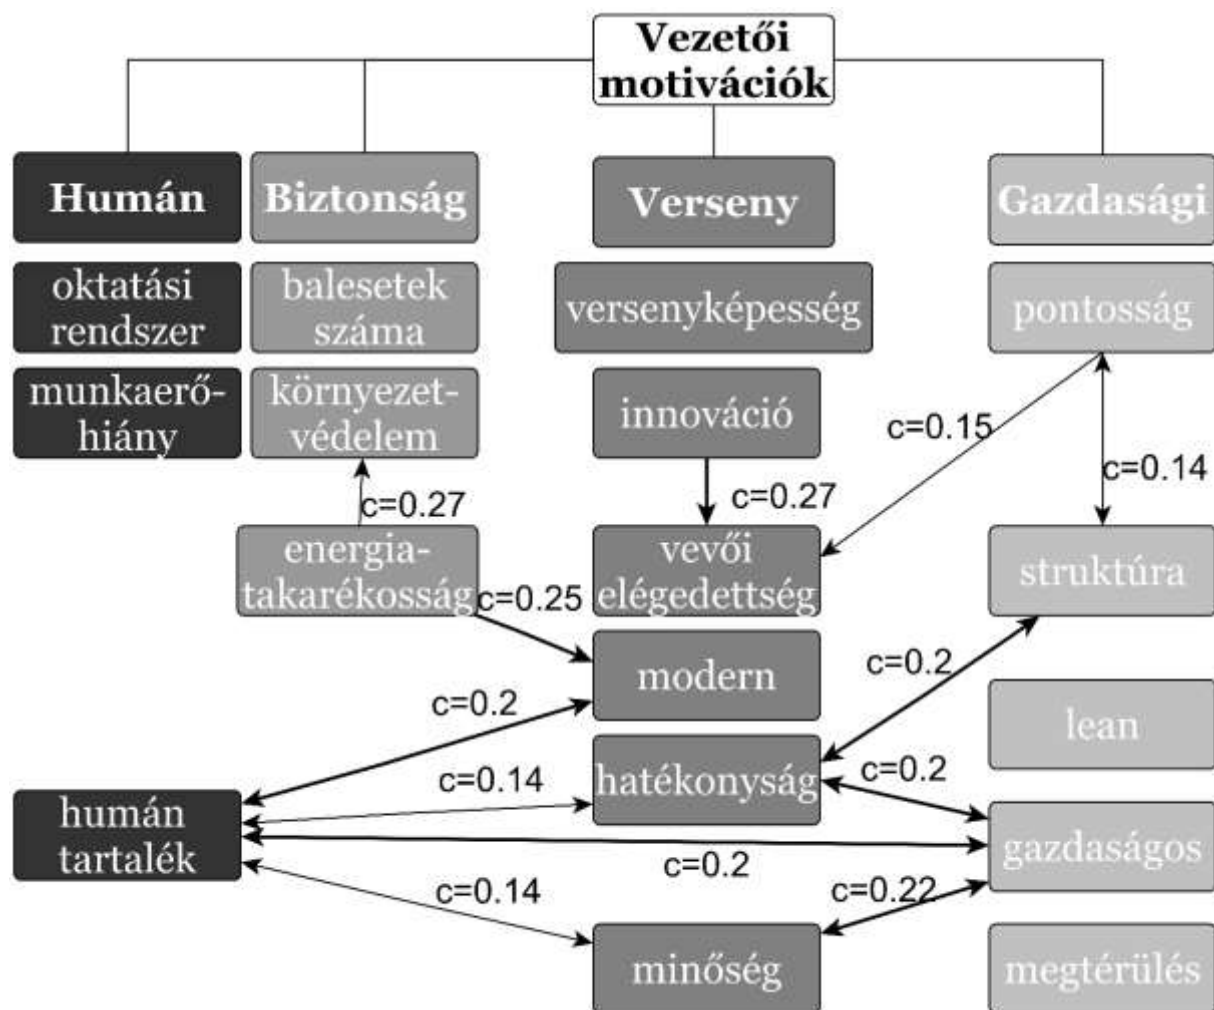 Vezetői
motivációk
Humán
Biztonság
Verseny
Gazdasági
oktatási
rendszer
balesetek
száma
versenyképesség
pontosság
munkaerő-
hiány
környezet-
védelem
innováció
c=0.15
c=0.14
c=0.27
c=0.27
energia-
takarékosság
vevői
elégedettség
struktúra
c=0.25
modern
c=0.2
c=0.2
lean
c=0.14
hatékonyság
c=0.2
humán
tartalék
gazdaságos
c=0.2
c=0.14
c=0.22
minőség
megtérülés